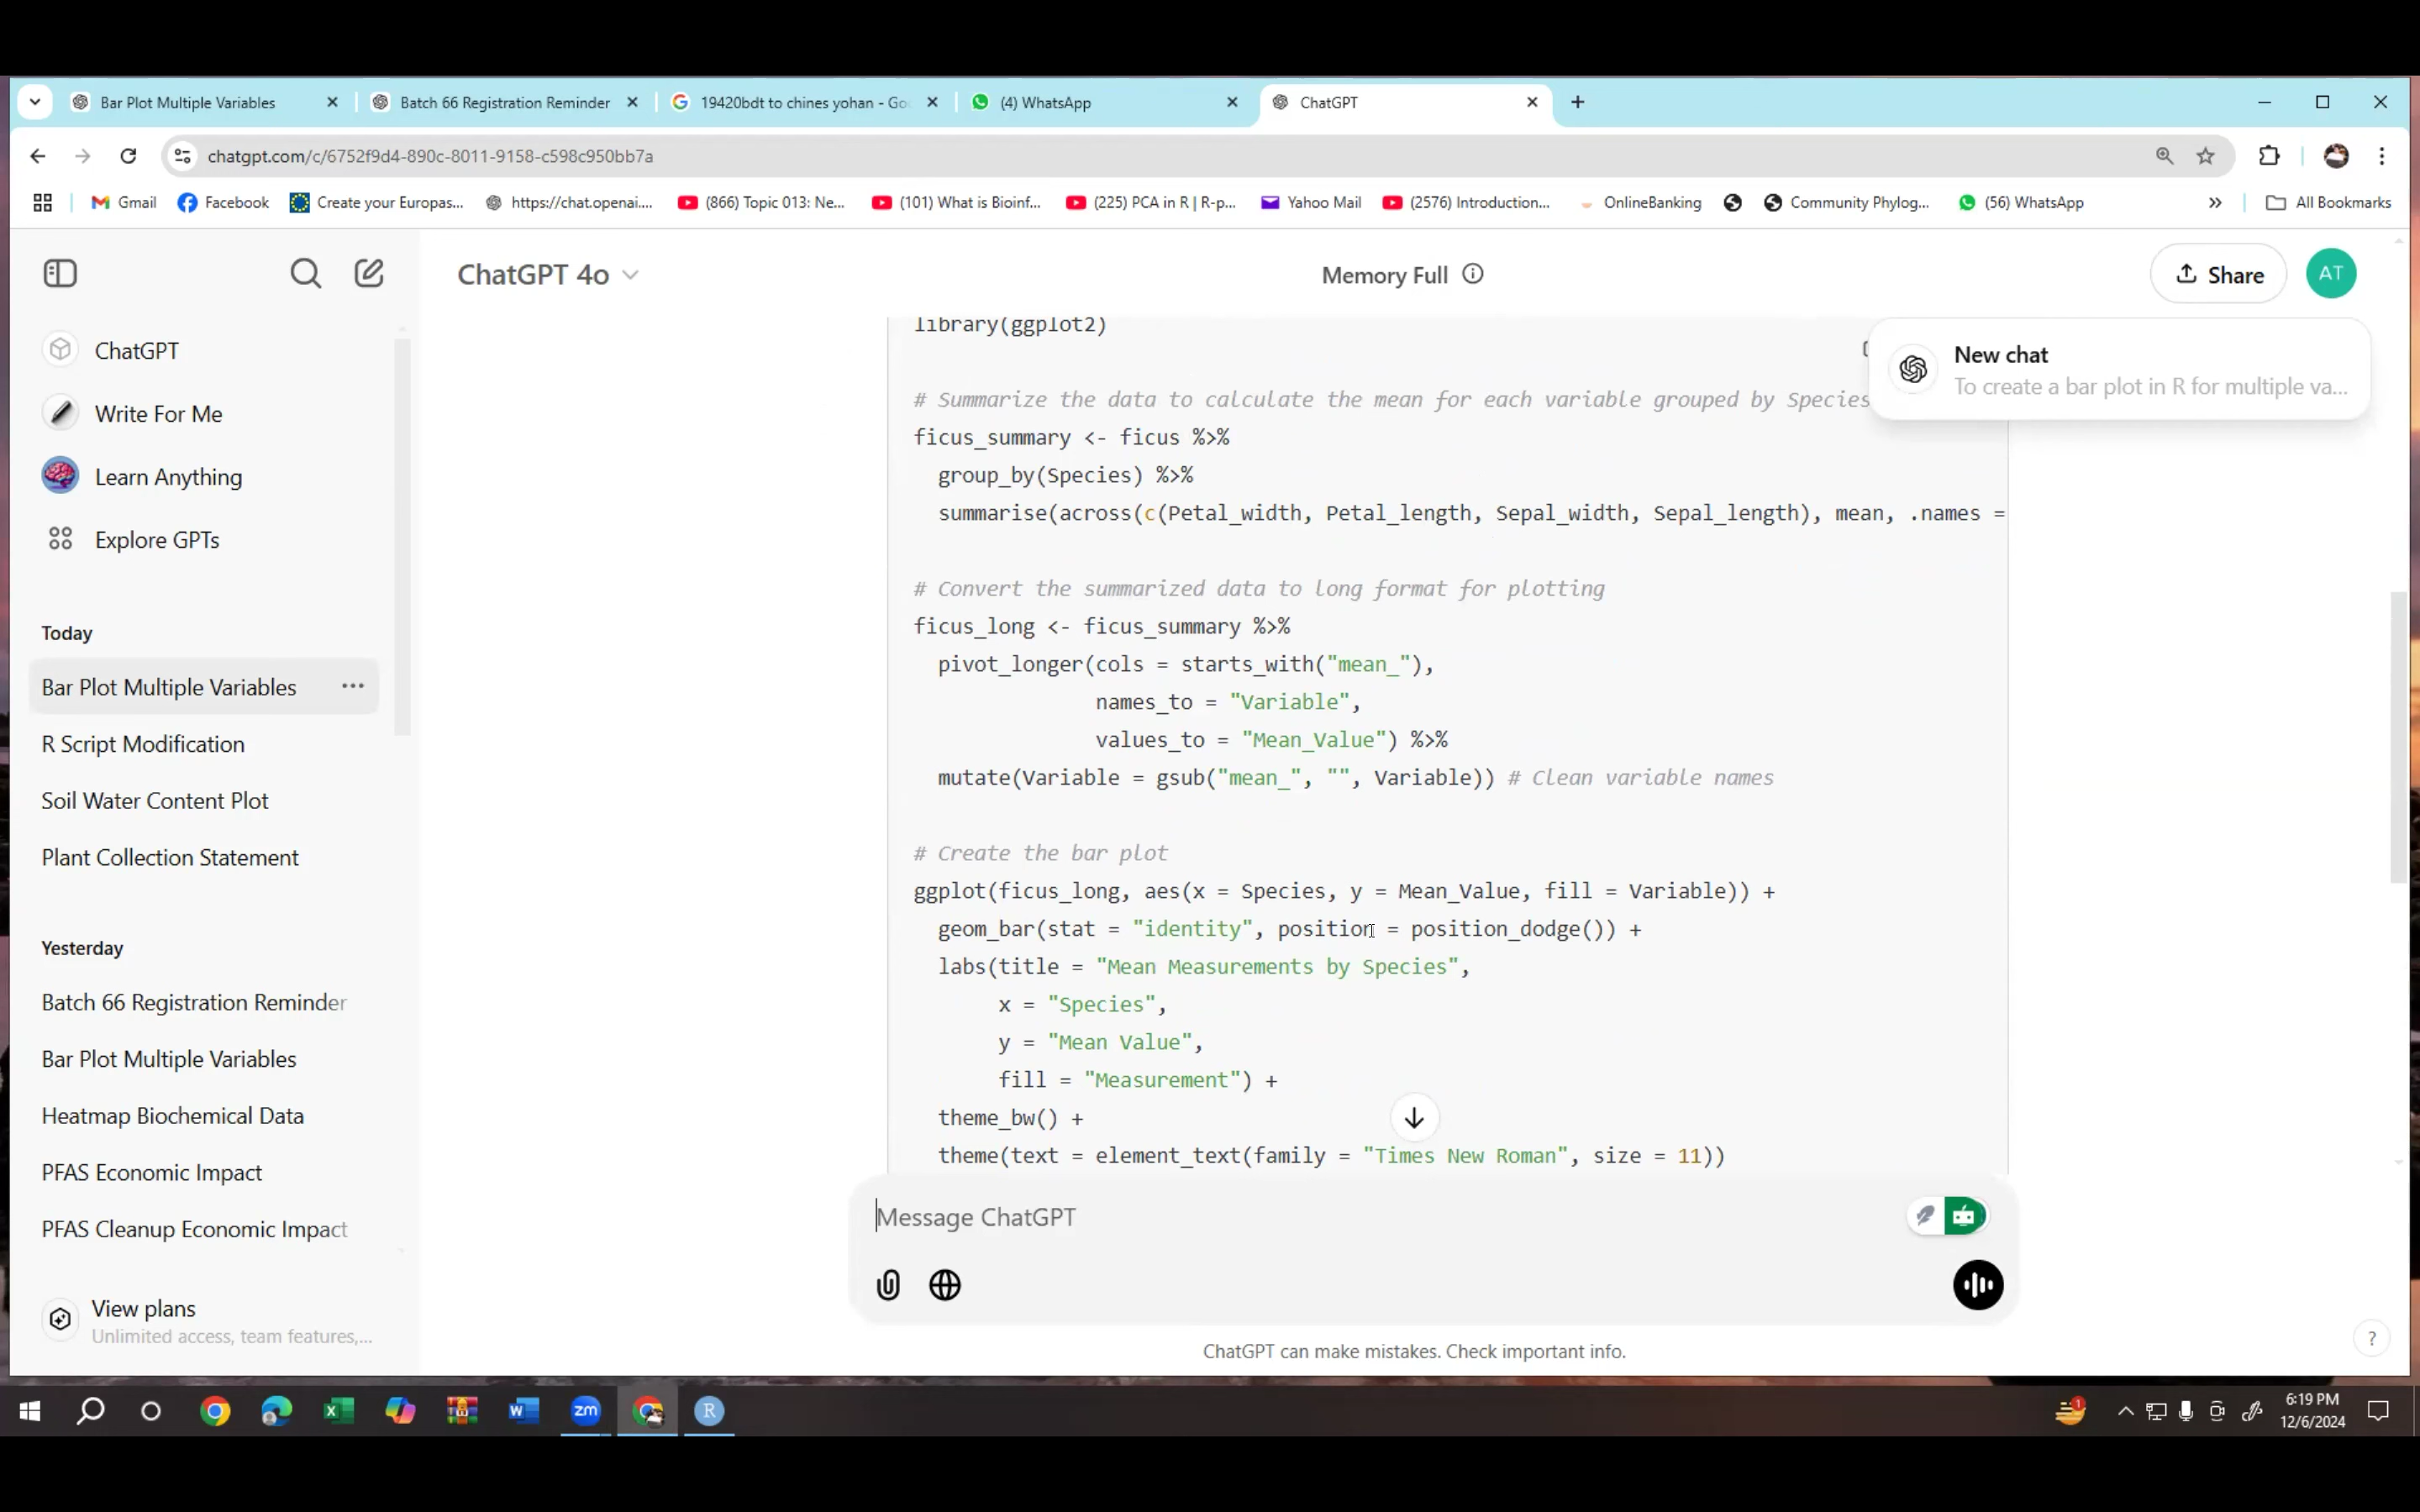 Bar Plot Multiple Variables
Batch 66 Registration Reminder
19420bdt to chines yohan - Go
(4) WhatsApp
ChatGPT
chatgpt.com/c/6752f9d4-890c-8011-9158-c598c950bb7a
Gmail
Facebook
Create your Europas...
https://chat.openai....
(866) Topic 013: Ne...
(101) What is Bioinf...
(225) PCA in R | R-p...
Yahoo Mail
(2576) Introduction...
OnlineBanking
Community Phylog...
(56) WhatsApp
All Bookmarks
ChatGPT 4o
Memory Full
Share
AT
ChatGPT
Write For Me
Learn Anything
Explore GPTs
Today
Bar Plot Multiple Variables
R Script Modification
Soil Water Content Plot
Plant Collection Statement
Yesterday
Batch 66 Registration Reminder
Bar Plot Multiple Variables
Heatmap Biochemical Data
PFAS Economic Impact
PFAS Cleanup Economic Impact
View plans
Unlimited access, team features,...
New chat
To create a bar plot in R for multiple va...
library(ggplot2)
# Summarize the data to calculate the mean for each variable grouped by Species
ficus_summary <- ficus %>%
group_by(Species) %>%
summarise(across(c(Petal_width, Petal_length, Sepal_width, Sepal_length), mean, .names =
# Convert the summarized data to long format for plotting
ficus_long <- ficus_summary %>%
pivot_longer(cols = starts_with("mean_"),
names_to = "Variable",
values_to = "Mean_Value") %>%
mutate(Variable = gsub("mean_", "", Variable)) # Clean variable names
# Create the bar plot
ggplot(ficus_long, aes(x = Species, y = Mean_Value, fill = Variable)) +
geom_bar(stat = "identity", position = position_dodge()) +
labs(title = "Mean Measurements by Species",
x = "Species",
y = "Mean Value",
fill = "Measurement") +
theme_bw() +
theme(text = element_text(family = "Times New Roman", size = 11))
Message ChatGPT
ChatGPT can make mistakes. Check important info.
?
zm
R
1
6:19 PM
12/6/2024